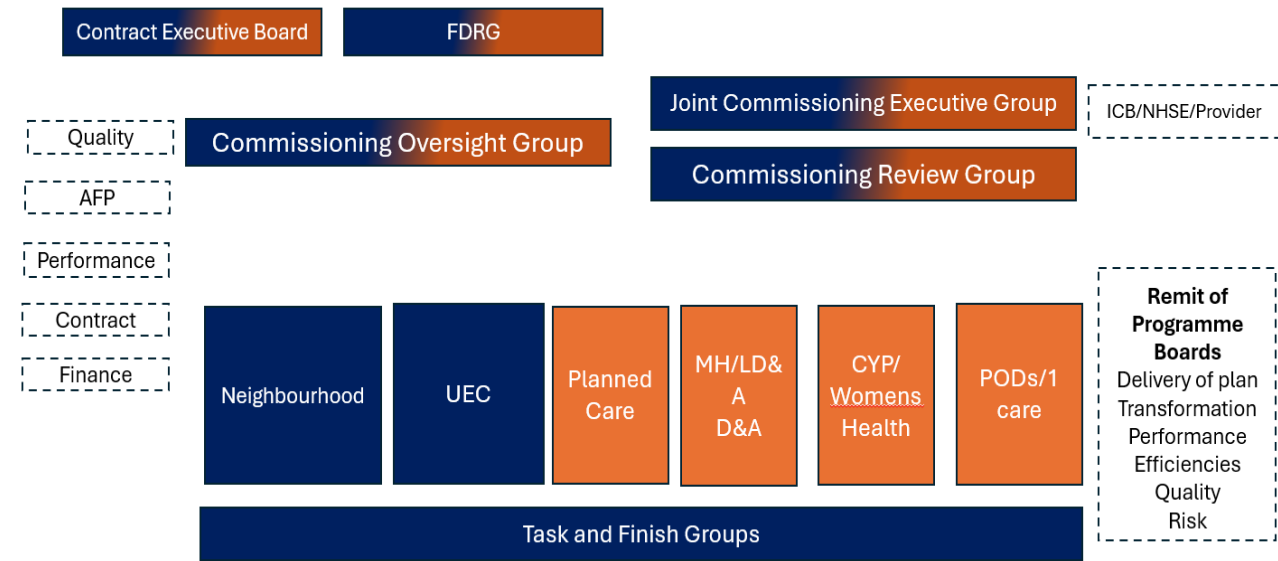 Contract Executive Board
FDRG
Joint Commissioning Executive Group
ICB/NHSE/Provider
Quality
Commissioning Oversight Group
Commissioning Review Group
AFP
Performance
Contract
Finance
Neighbourhood
UEC
Planned
Care
MH/LD&
A
D&A
CYP/
Womens
Health
PODs/1
care
Remit of
Programme
Boards
Delivery of plan
Transformation
Performance
Efficiencies
Quality
Risk
Task and Finish Groups